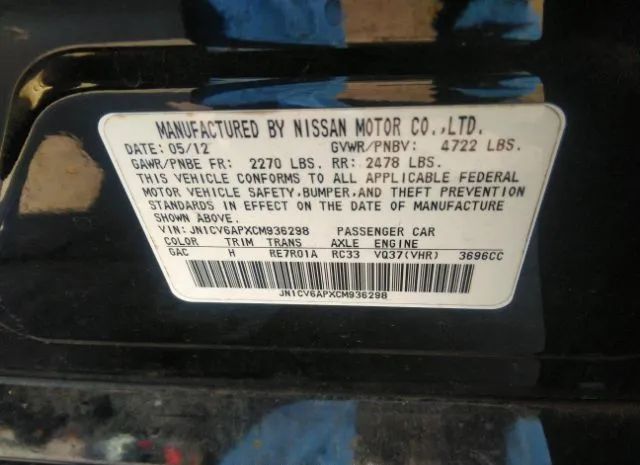 MANUFACTURED BY NISSAN MOTOR CO.,LTD.
DATE: 05/12 GVWR/PNBV: 4722 LBS.
GAWR/PNBE FR: 2270 LBS. RR: 2478 LBS.
THIS VEHICLE CONFORMS TO ALL APPLICABLE FEDERAL
MOTOR VEHICLE SAFETY, BUMPER, AND THEFT PREVENTION
STANDARDS IN EFFECT ON THE DATE OF MANUFACTURE
SHOWN ABOVE.
VIN: JN1CV6APXCM936298 PASSENGER CAR
COLOR TRIM TRANS AXLE ENGINE
GAC H RE7R01A RC33 VQ37(VHR) 3696CC
JN1CV6APXCM936298